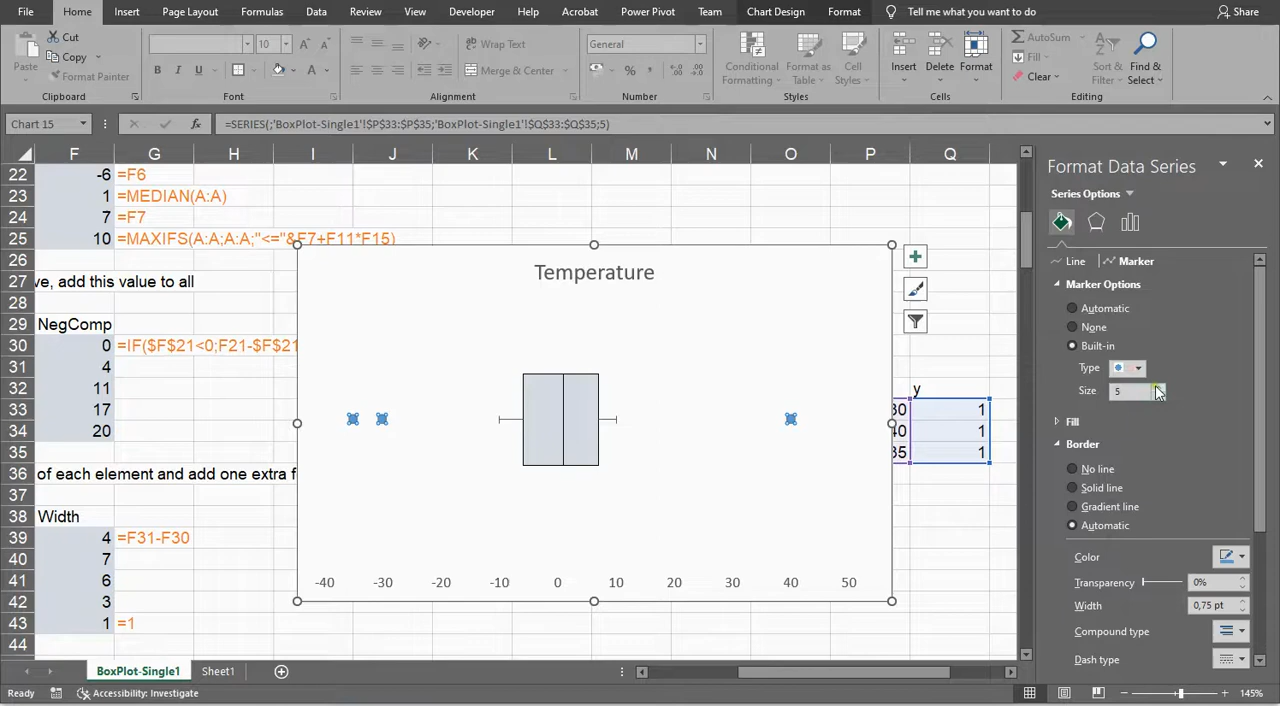 File Home Insert Page Layout Formulas Data Review View Developer Help Acrobat Power Pivot Team Chart Design Format Tell me what you want to do Share
Cut
Copy
Format Painter
Paste
10
Wrap Text
Merge & Center
General
Conditional Formatting
Format as Table
Cell Styles
Insert Delete Format
AutoSum
Fill
Clear
Sort & Filter
Find & Select
Clipboard Font Alignment Number Styles Cells Editing
Chart 15 fx =SERIES(;'BoxPlot-Single1'!$P$33:$P$35;'BoxPlot-Single1'!$Q$33:$Q$35;5)
F G H I J K L M N O P Q
22 -6 =F6
23 1 =MEDIAN(A:A)
24 7 =F7
25 10 =MAXIFS(A:A;A:A;"<="&F7+F11*F15)
26
27 ve, add this value to all
28
29 NegComp
30 0 =IF($F$21<0;F21-$F$21
31 4
32 11 y
33 17 30 1
34 20 40 1
35 35 1
36 of each element and add one extra f
37
38 Width
39 4 =F31-F30
40 7
41 6
42 3
43 1 =1
44
Temperature
-40 -30 -20 -10 0 10 20 30 40 50
Format Data Series
Series Options
Line Marker
Marker Options
Automatic
None
Built-in
Type
Size 5
Fill
Border
No line
Solid line
Gradient line
Automatic
Color
Transparency 0%
Width 0,75 pt
Compound type
Dash type
BoxPlot-Single1 Sheet1
Ready Accessibility: Investigate 145%